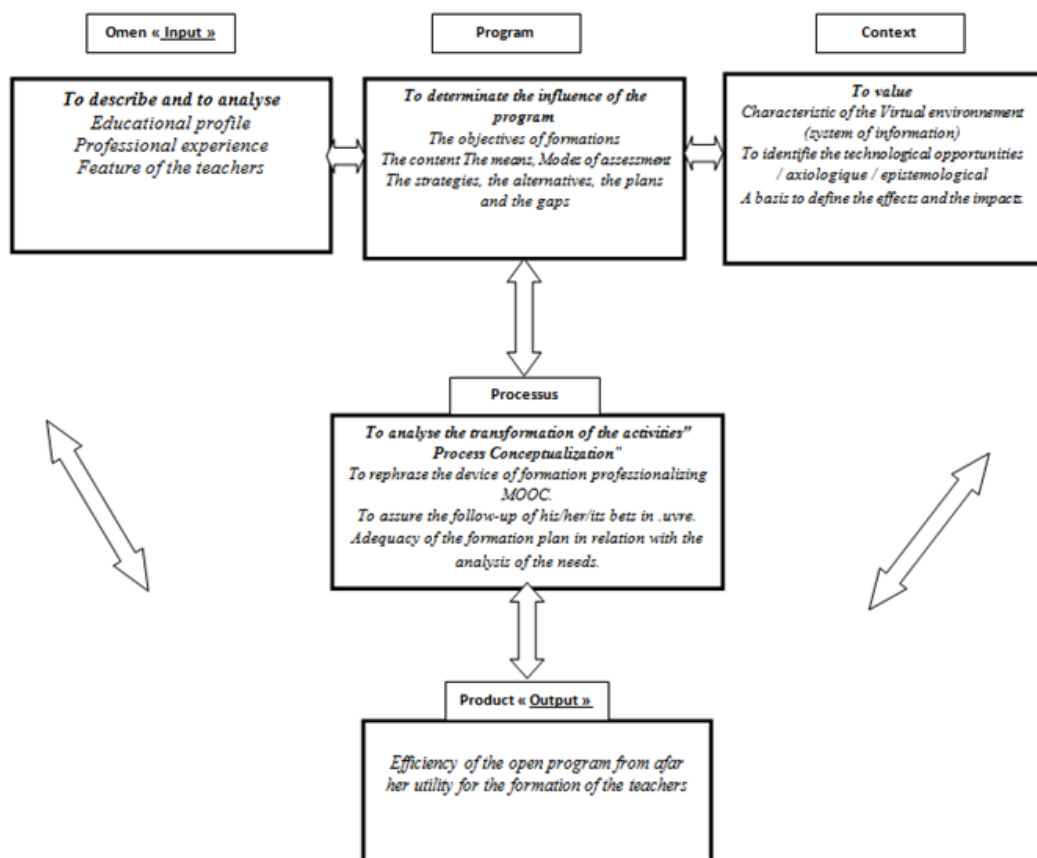 Omen « Input »
Program
Context
To describe and to analyse
Educational profile
Professional experience
Feature of the teachers
To determinate the influence of the
program
The objectives of formations
The content The means, Modes of assessment
The strategies, the alternatives, the plans
and the gaps
To value
Characteristic of the Virtual environnement
(system of information)
To identifie the technological opportunities
/ axiologique / epistemological
A basis to define the effects and the impacts.
Processus
To analyse the transformation of the activities"
Process Conceptualization"
To rephrase the device of formation professionalizing
MOOC.
To assure the follow-up of his/her/its bets in .uvre.
Adequacy of the formation plan in relation with the
analysis of the needs.
Product « Output »
Efficiency of the open program from afar
her utility for the formation of the teachers